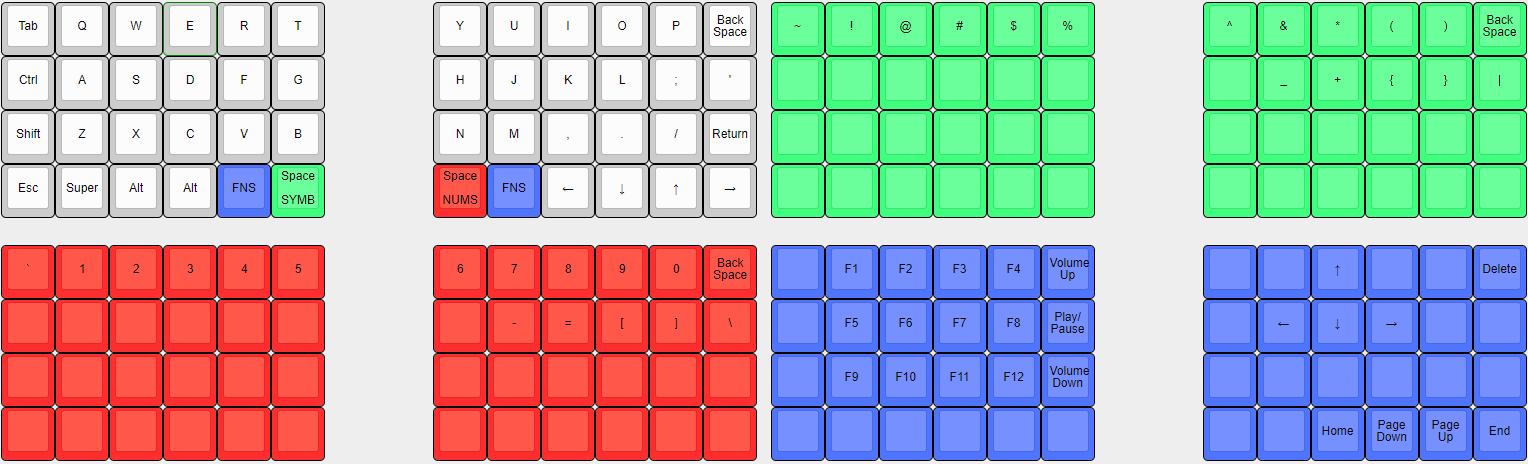 Tab Q W E R T Y U I O P Back Space ~ ! @ # $ % ^ & * ( ) Back Space
Ctrl A S D F G H J K L ; ' _ + { } |
Shift Z X C V B N M , . / Return
Esc Super Alt Alt FNS Space SYMB Space NUMS FNS ← ↓ ↑ →
` 1 2 3 4 5 6 7 8 9 0 Back Space F1 F2 F3 F4 Volume Up ↑ Delete
- = [ ] \ F5 F6 F7 F8 Play/ Pause ← ↓ →
F9 F10 F11 F12 Volume Down
Home Page Down Page Up End